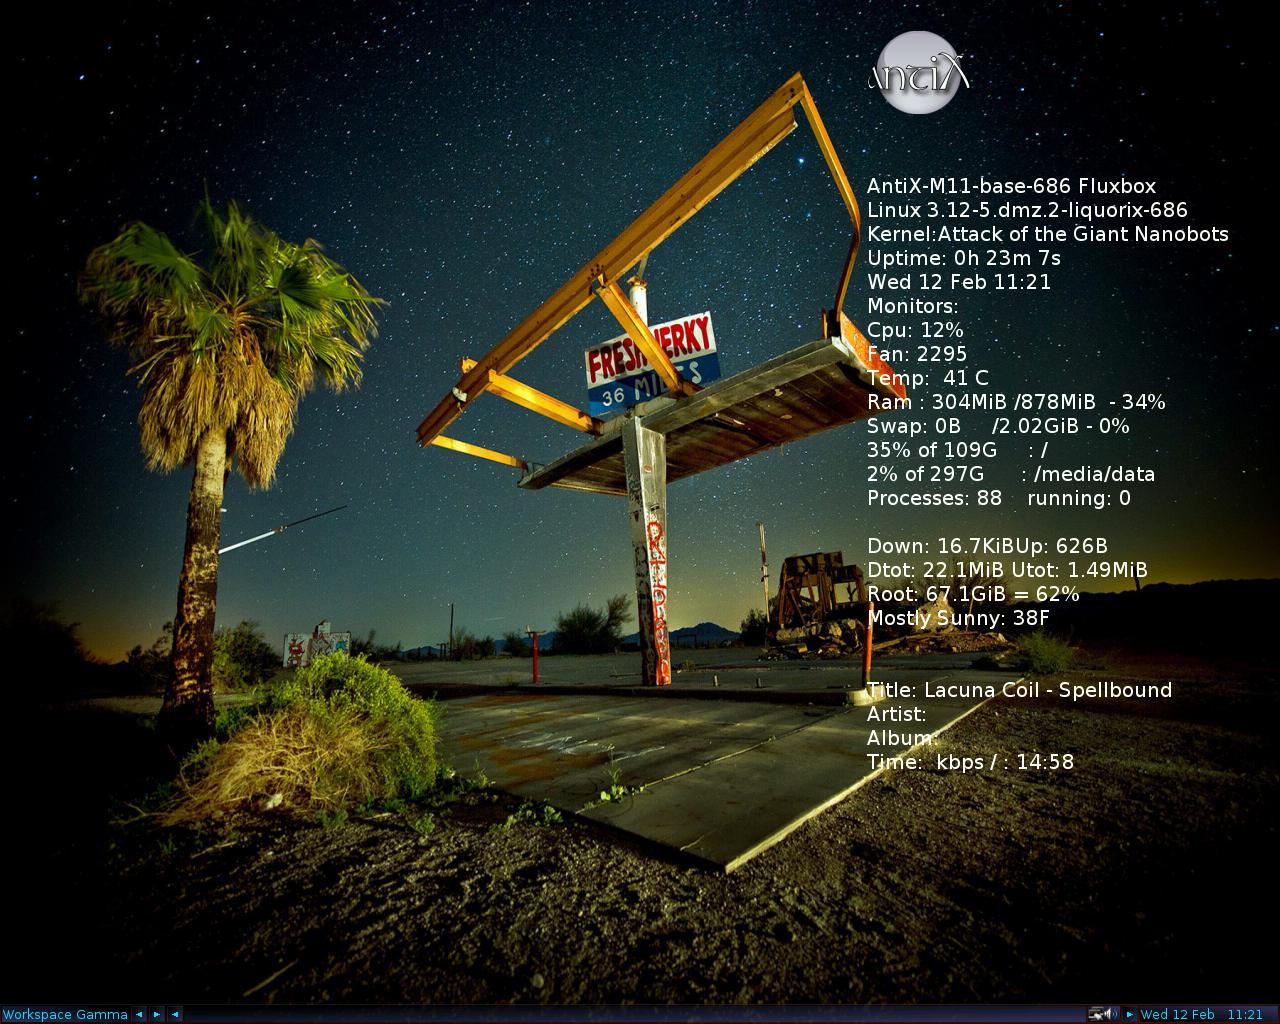 AntiX
AntiX-M11-base-686 Fluxbox
Linux 3.12-5.dmz.2-liquorix-686
Kernel:Attack of the Giant Nanobots
Uptime: 0h 23m 7s
Wed 12 Feb 11:21
Monitors:
Cpu: 12%
Fan: 2295
Temp:  41 C
Ram : 304MiB /878MiB  - 34%
Swap: 0B     /2.02GiB - 0%
35% of 109G     : /
2% of 297G      : /media/data
Processes: 88    running: 0
Down: 16.7KiBUp: 626B
Dtot: 22.1MiB Utot: 1.49MiB
Root: 67.1GiB = 62%
Mostly Sunny: 38F
Title: Lacuna Coil - Spellbound
Artist:
Album:
Time:  kbps / : 14:58
FRESH JERKY
36 MILES
Workspace Gamma
Wed 12 Feb   11:21